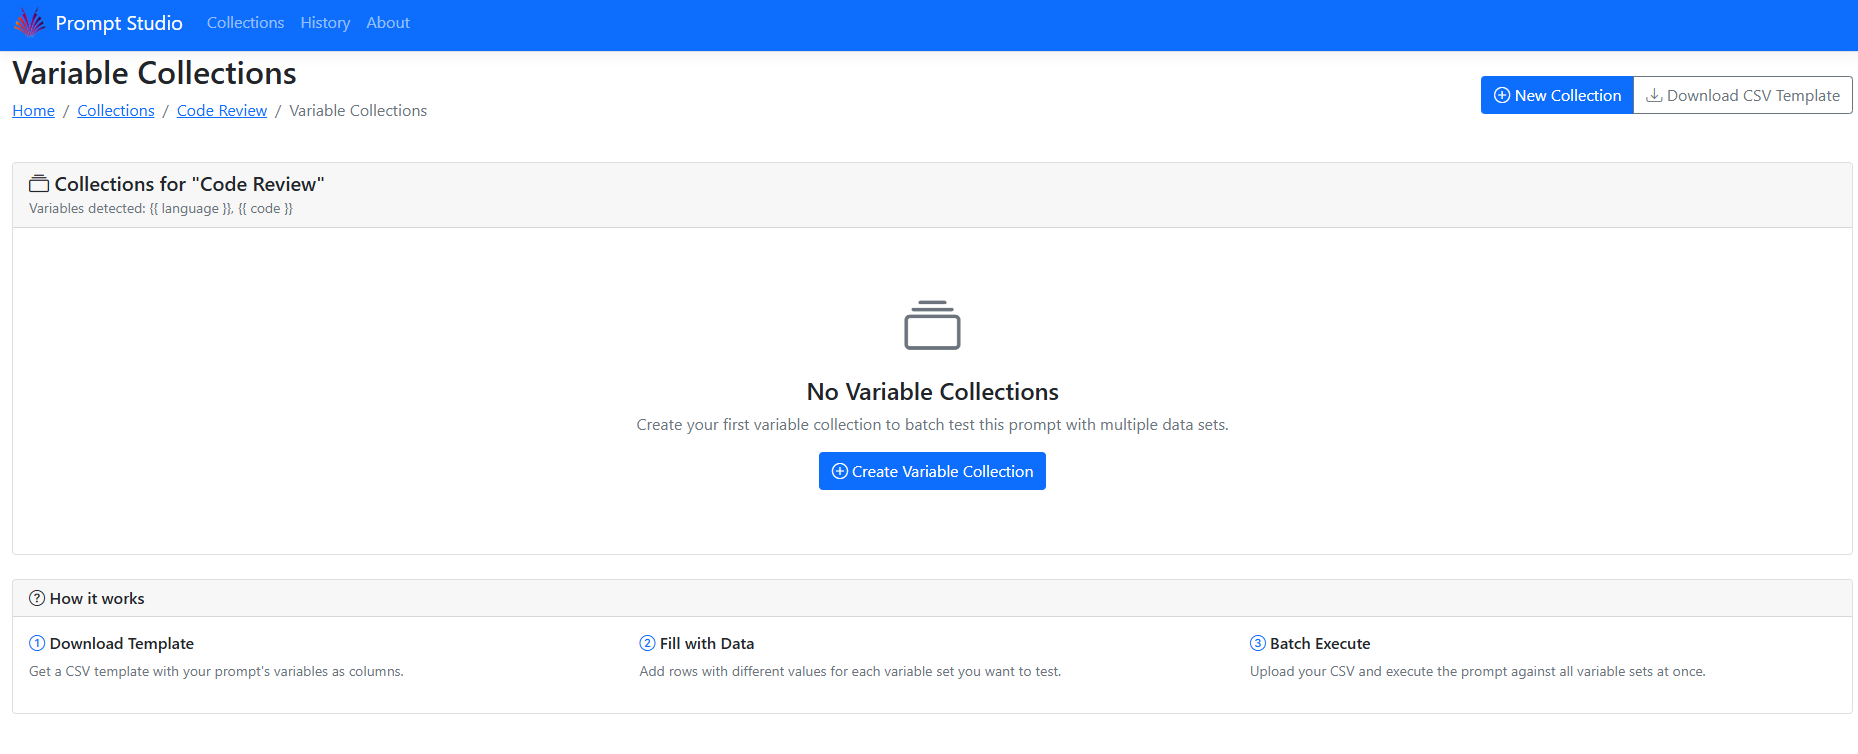 Prompt Studio Collections History About
Variable Collections
Home / Collections / Code Review / Variable Collections
New Collection Download CSV Template
Collections for "Code Review"
Variables detected: {{ language }}, {{ code }}
No Variable Collections
Create your first variable collection to batch test this prompt with multiple data sets.
Create Variable Collection
? How it works
1 Download Template
Get a CSV template with your prompt's variables as columns.
2 Fill with Data
Add rows with different values for each variable set you want to test.
3 Batch Execute
Upload your CSV and execute the prompt against all variable sets at once.